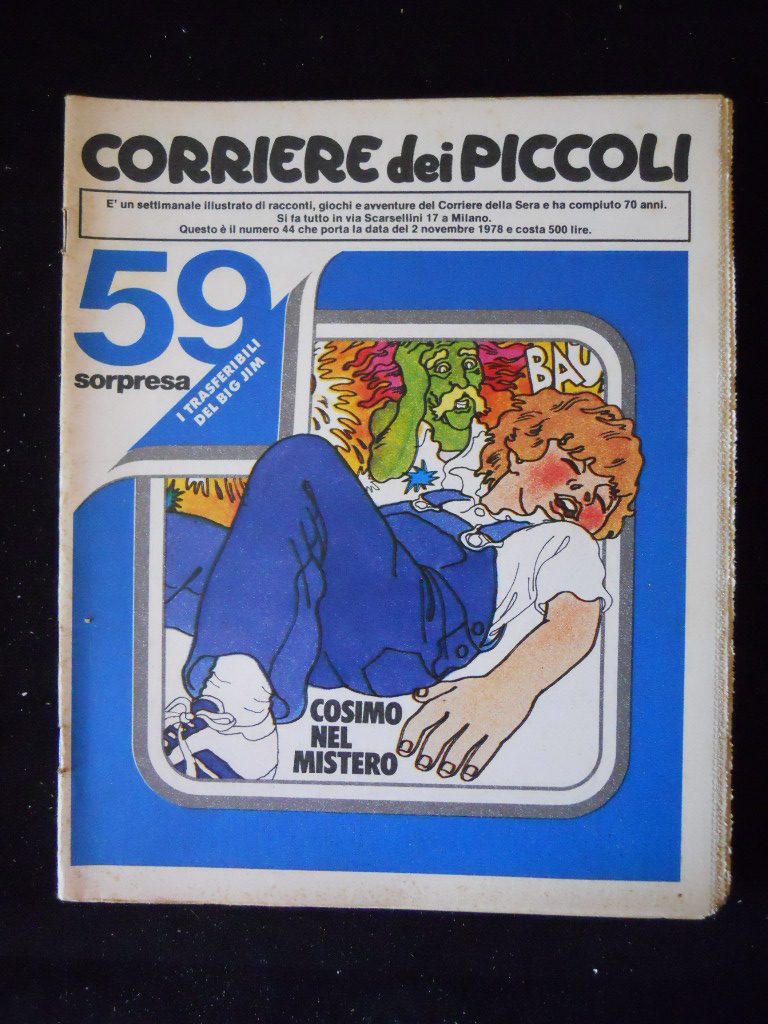 CORRIERE dei PICCOLI
E' un settimanale illustrato di racconti, giochi e avventure del Corriere della Sera e ha compiuto 70 anni.
Si fa tutto in via Scarsellini 17 a Milano.
Questo è il numero 44 che porta la data del 2 novembre 1978 e costa 500 lire.
59
sorpresa
I TRASFERIBILI
DEL BIG JIM
BAU
COSIMO
NEL
MISTERO